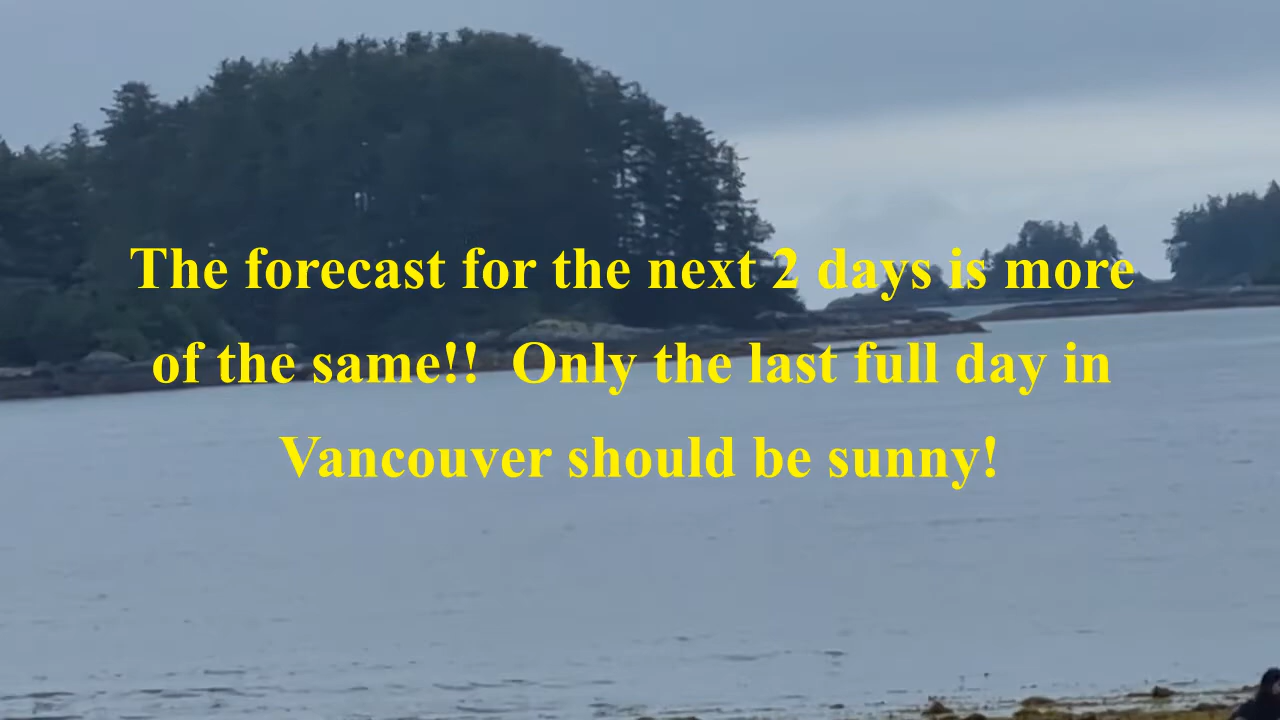 The forecast for the next 2 days is more
of the same!!  Only the last full day in
Vancouver should be sunny!